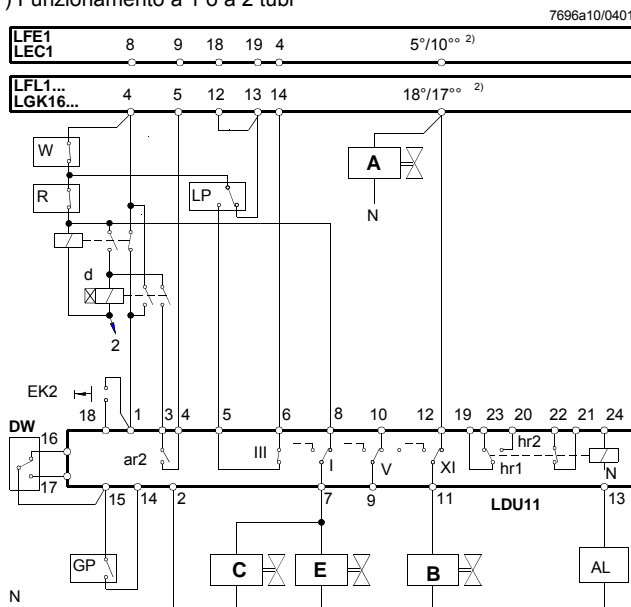 ) Funzionamento a 1 o a 2 tubi
7696a10/0401
LFE1
LEC1
8 9 18 19 4 5°/10°° 2)
LFL1...
LGK16...
4 5 12 13 14 18°/17°° 2)
W
A
R
LP
N
d
2
EK2
18 1 3 4 5 6 8 10 12 19 23 20 22 21 24
DW
16
hr2
ar2 III I V XI hr1 N
17
15 14 2 7 9 11 LDU11 13
GP C E B AL
N